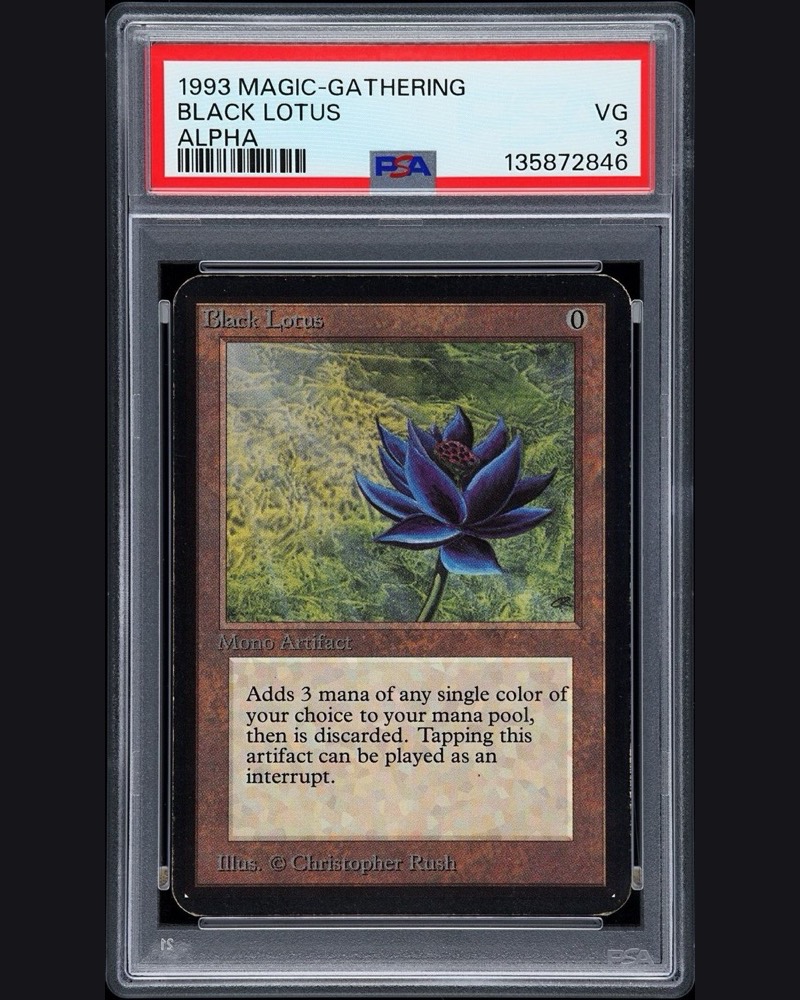 1993 MAGIC-GATHERING
BLACK LOTUS VG
ALPHA 3
PSA 135872846
Black Lotus 0
Mono Artifact
Adds 3 mana of any single color of
your choice to your mana pool,
then is discarded. Tapping this
artifact can be played as an
interrupt.
Illus. © Christopher Rush
PSA